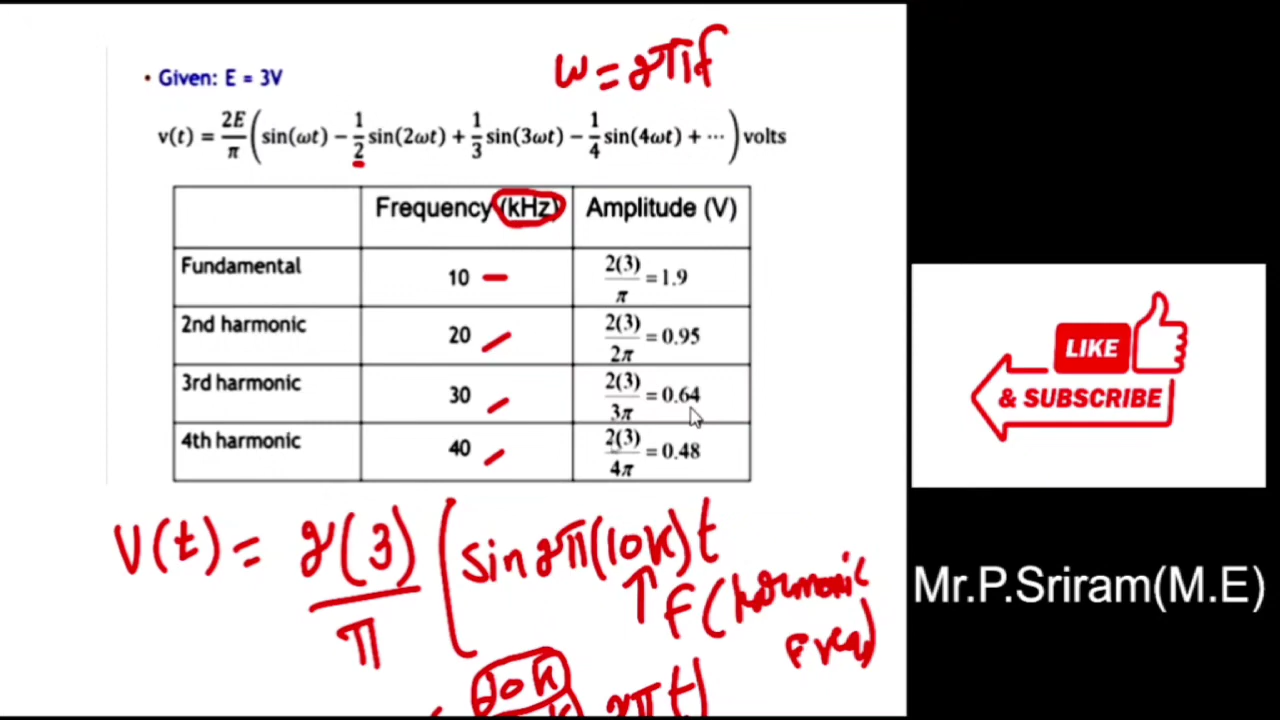 ω = 2πf
• Given: E = 3V
v(t) = 2E/π (sin(ωt) − 1/2 sin(2ωt) + 1/3 sin(3ωt) − 1/4 sin(4ωt) + ⋯) volts
Frequency (kHz) Amplitude (V)
Fundamental 10 2(3)/π = 1.9
2nd harmonic 20 2(3)/2π = 0.95
3rd harmonic 30 2(3)/3π = 0.64
4th harmonic 40 2(3)/4π = 0.48
V(t) = 2(3)/π ( sin 2π(10k)t
↑ F (harmonic
freq)
20k 2πt)
LIKE
& SUBSCRIBE
Mr.P.Sriram(M.E)